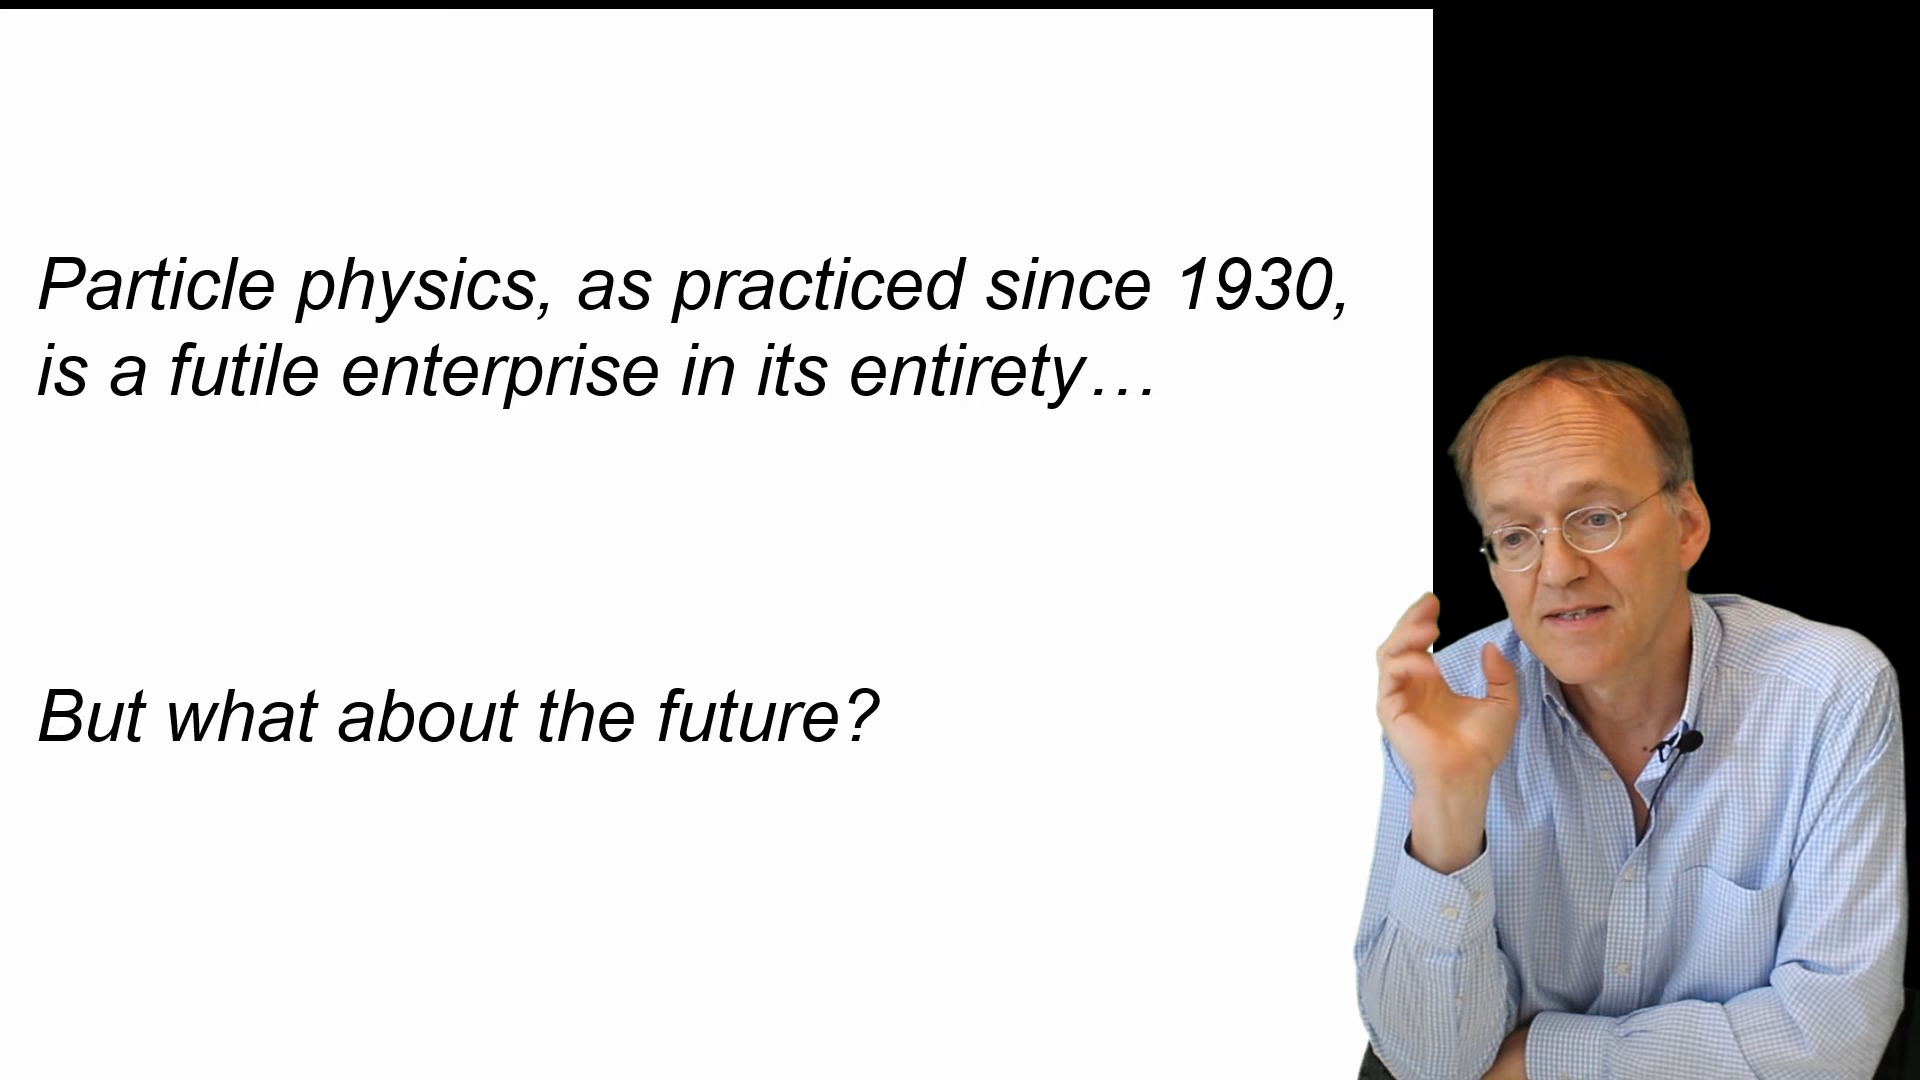 Particle physics, as practiced since 1930,
is a futile enterprise in its entirety…
But what about the future?